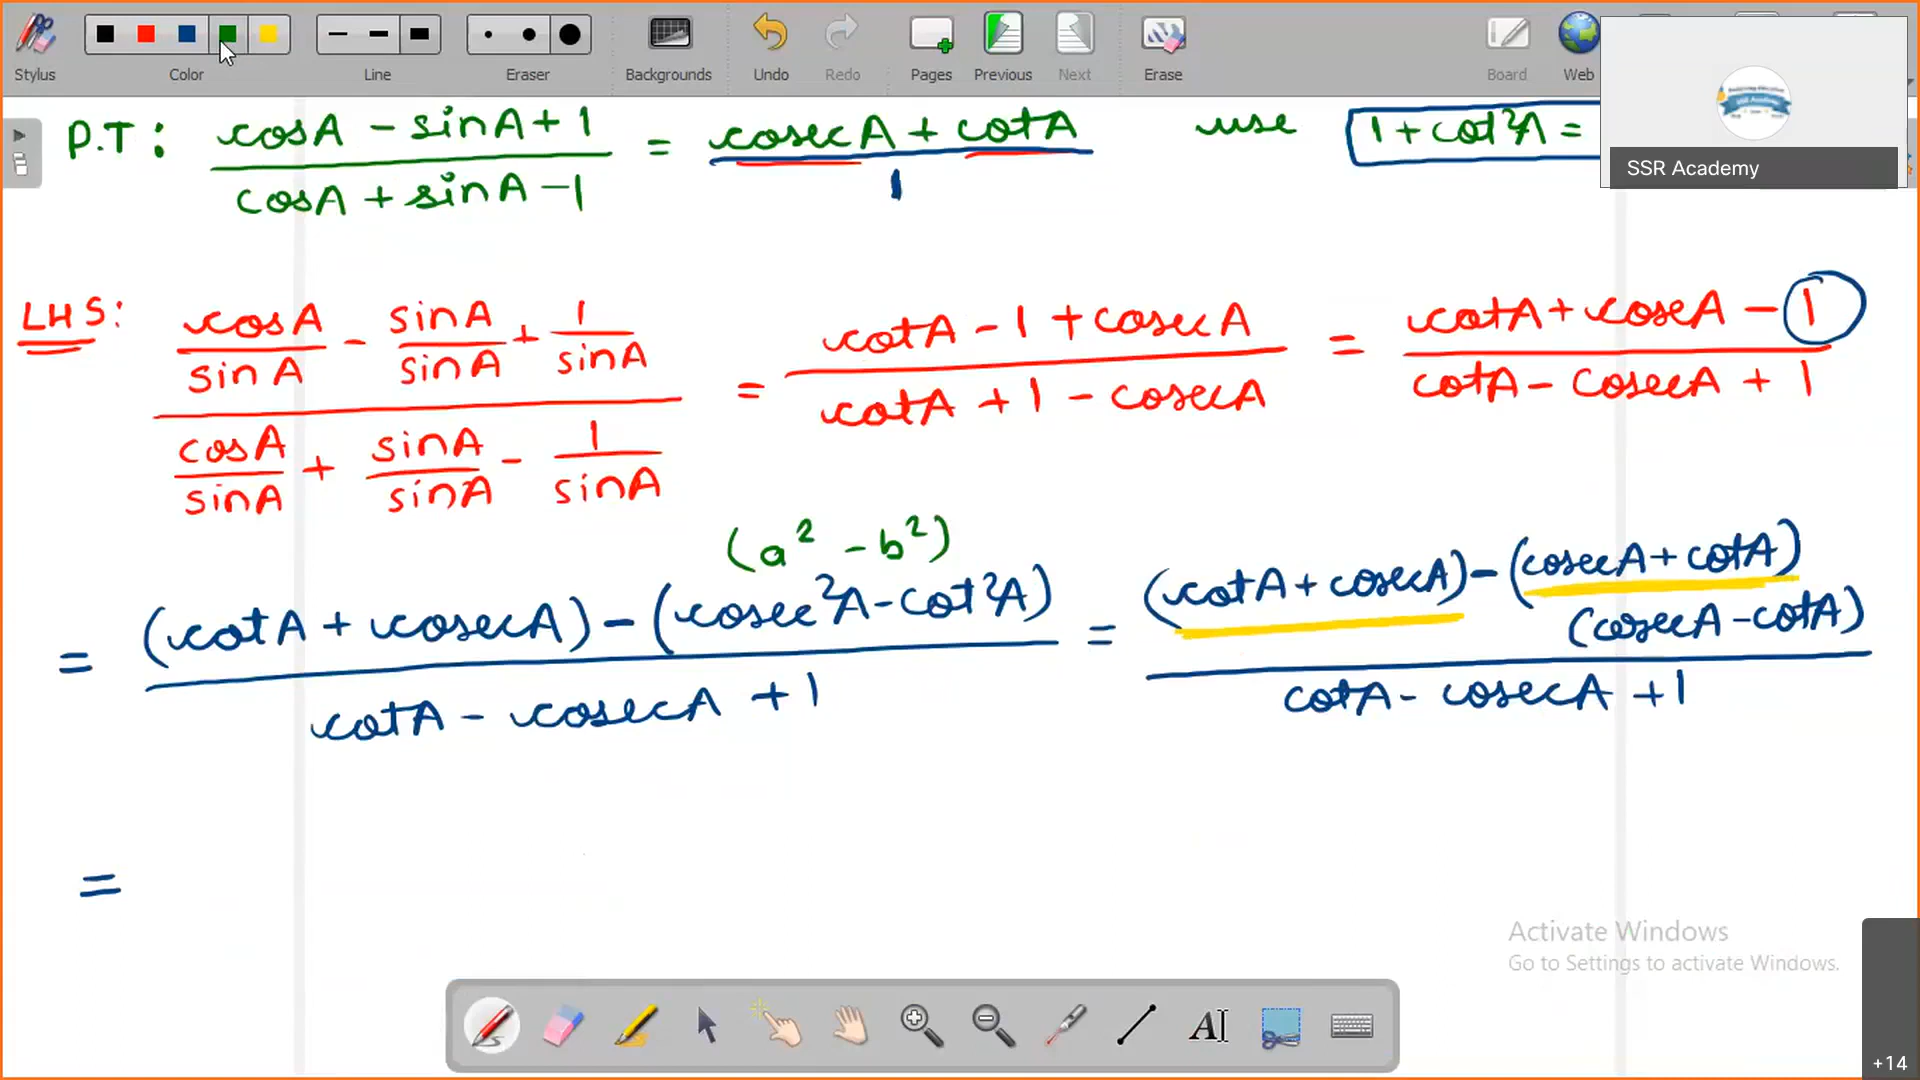 Stylus Color Line Eraser Backgrounds Undo Redo Pages Previous Next Erase Board Web
SSR Academy
P.T : cosA - sinA + 1 / cosA + sinA - 1 = cosecA + cotA / 1 use 1 + cot²A =
LHS: cosA/sinA - sinA/sinA + 1/sinA / cosA/sinA + sinA/sinA - 1/sinA = cotA - 1 + cosecA / cotA + 1 - cosecA = cotA + cosecA - 1 / cotA - cosecA + 1
(a² - b²)
= (cotA + cosecA) - (cosec²A - cot²A) / cotA - cosecA + 1 = (cotA + cosecA) - (cosecA + cotA) (cosecA - cotA) / cotA - cosecA + 1
=
Activate Windows
Go to Settings to activate Windows.
+14